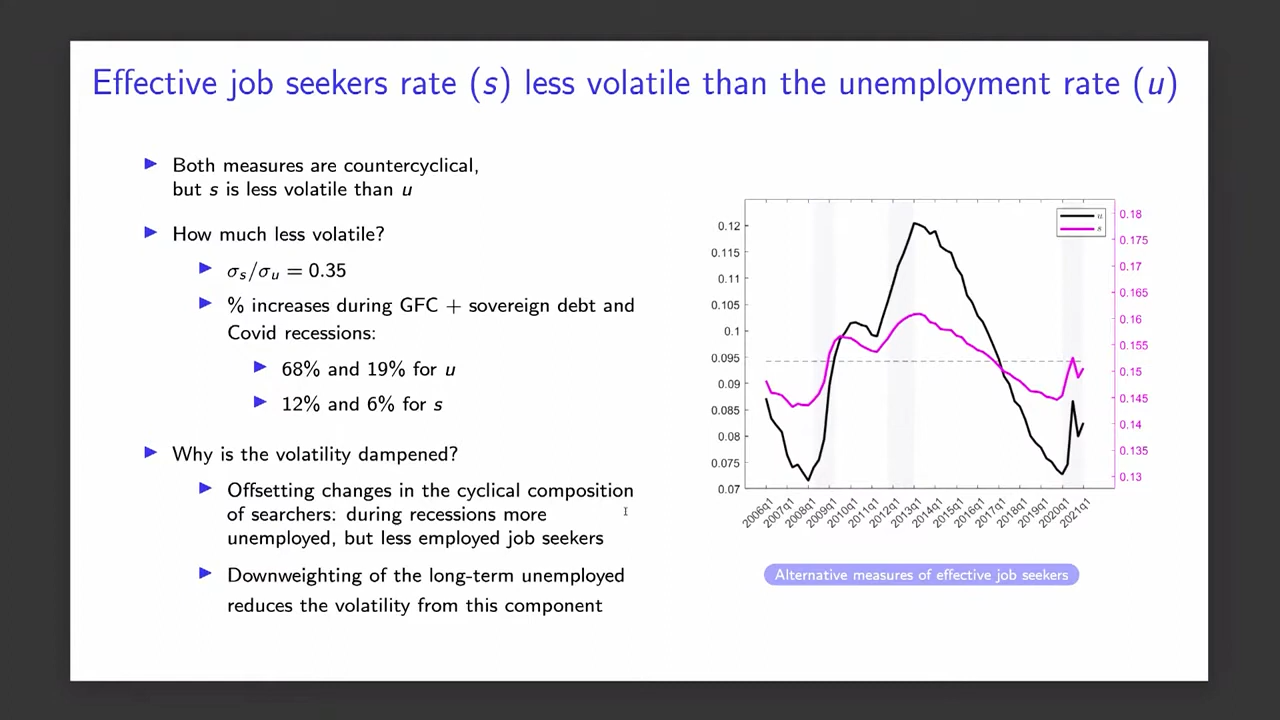 Effective job seekers rate (s) less volatile than the unemployment rate (u)
Both measures are countercyclical,
but s is less volatile than u
How much less volatile?
σs/σu = 0.35
% increases during GFC + sovereign debt and
Covid recessions:
68% and 19% for u
12% and 6% for s
Why is the volatility dampened?
Offsetting changes in the cyclical composition
of searchers: during recessions more
unemployed, but less employed job seekers
Downweighting of the long-term unemployed
reduces the volatility from this component
0.12
0.115
0.11
0.105
0.1
0.095
0.09
0.085
0.08
0.075
0.07
u
s
0.18
0.175
0.17
0.165
0.16
0.155
0.15
0.145
0.14
0.135
0.13
2006q1
2007q1
2008q1
2009q1
2010q1
2011q1
2012q1
2013q1
2014q1
2015q1
2016q1
2017q1
2018q1
2019q1
2020q1
2021q1
Alternative measures of effective job seekers